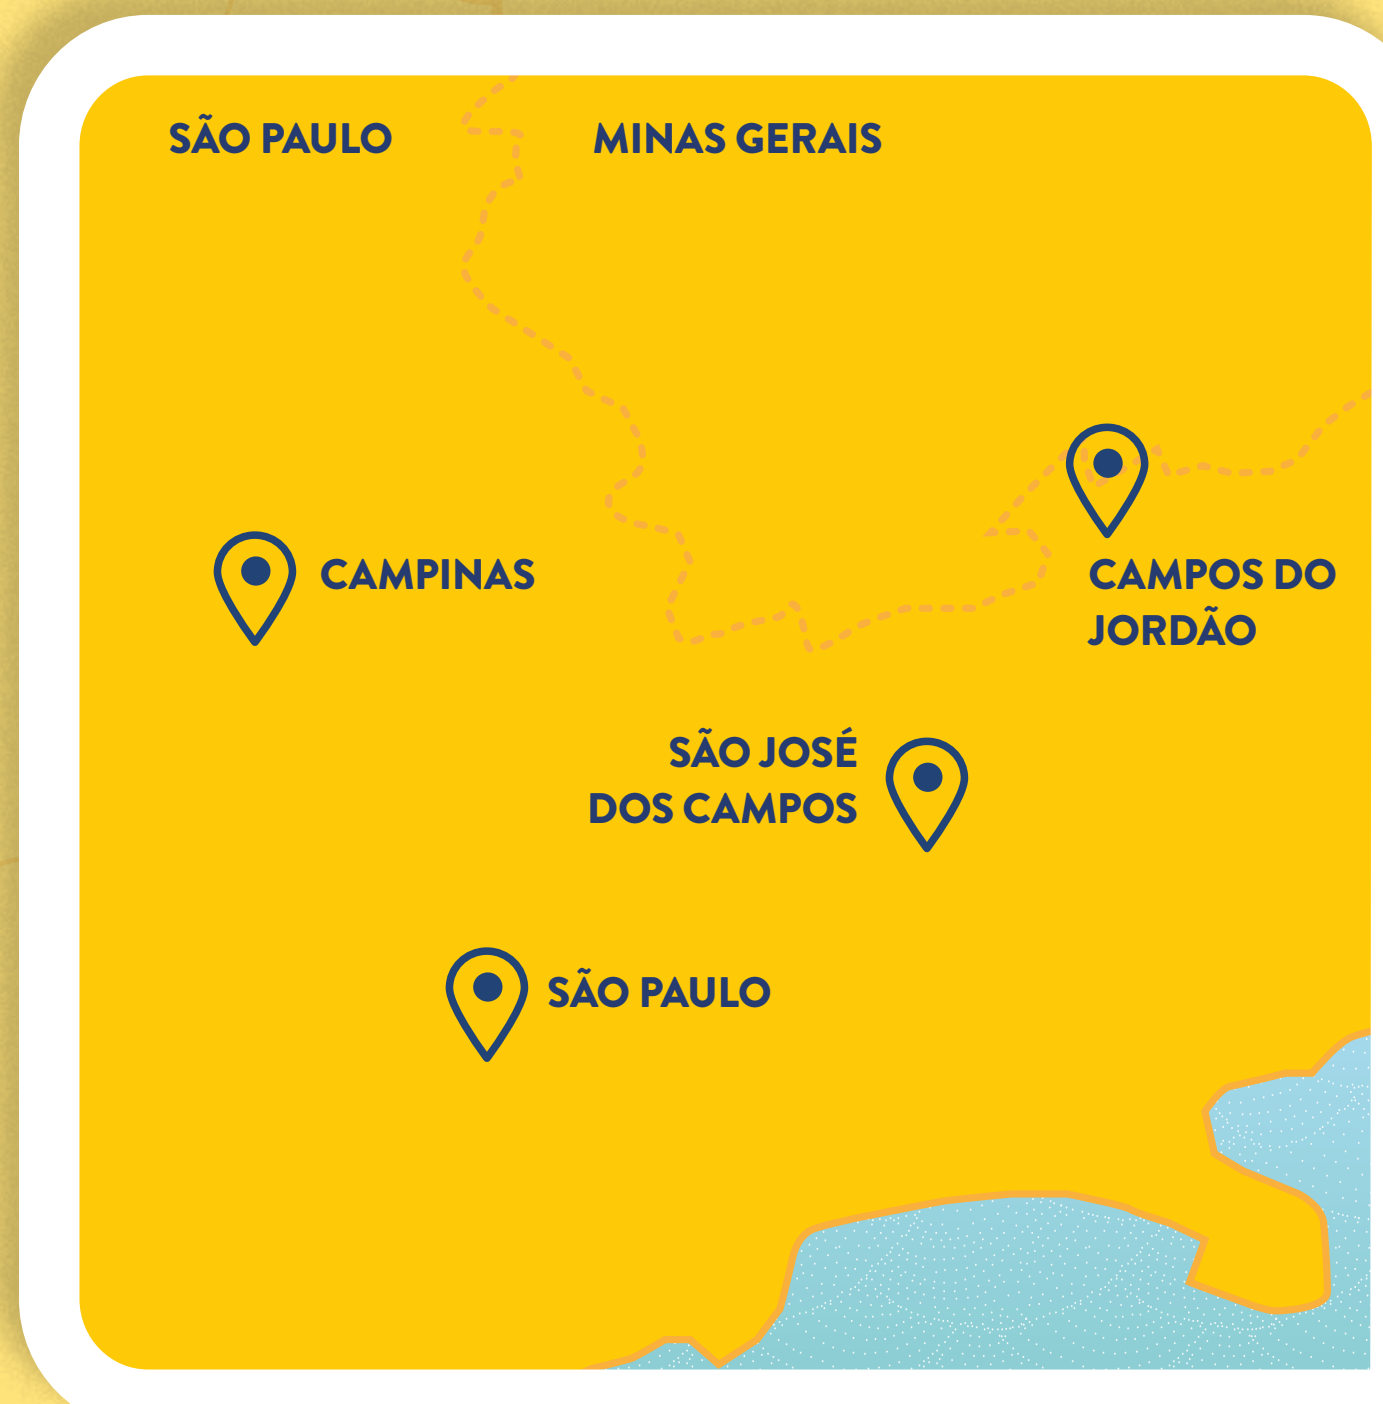 SÃO PAULO
MINAS GERAIS
CAMPINAS
CAMPOS DO
JORDÃO
SÃO JOSÉ
DOS CAMPOS
SÃO PAULO